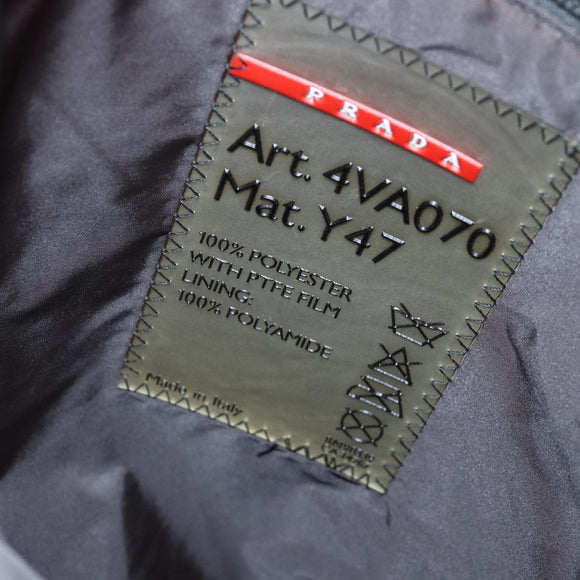 PRADA
Art. 4VA070
Mat. Y47
100% POLYESTER
WITH PTFE FILM
LINING:
100% POLYAMIDE
Made in Italy